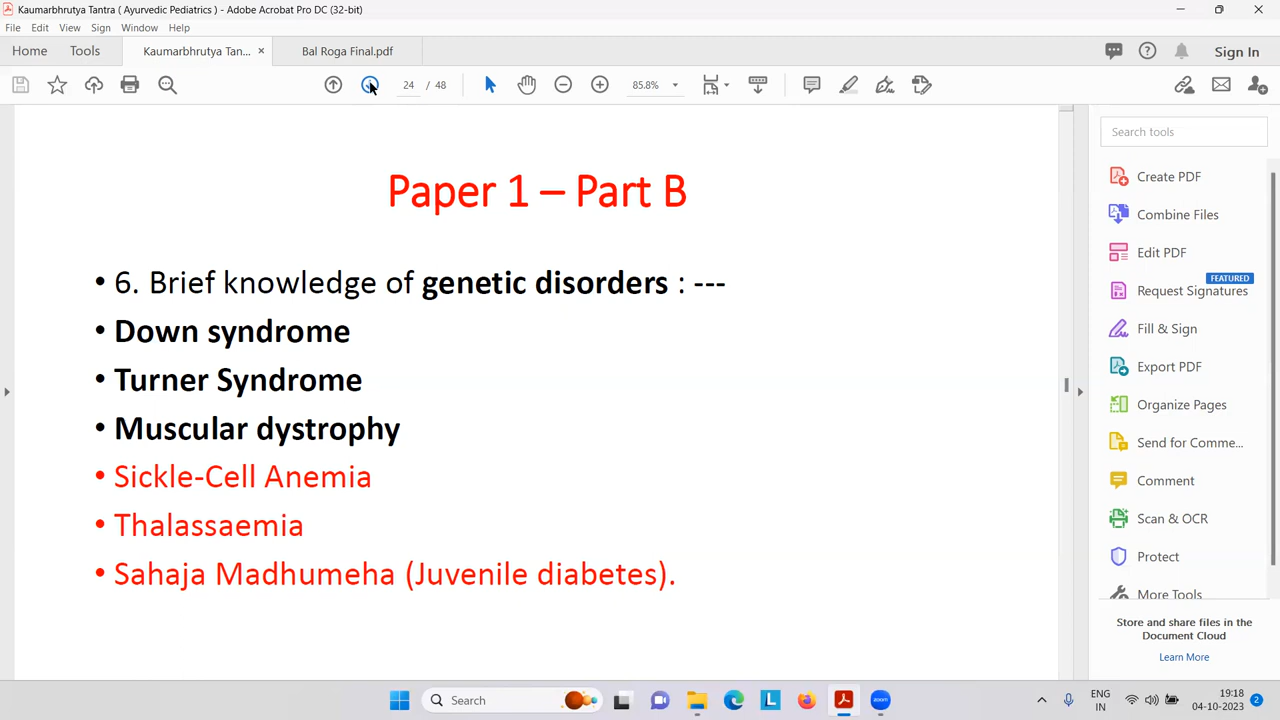 Kaumarbhrutya Tantra ( Ayurvedic Pediatrics ) - Adobe Acrobat Pro DC (32-bit)
File Edit View Sign Window Help
Home Tools Kaumarbhrutya Tan... × Bal Roga Final.pdf Sign In
24 / 48 85.8%
Search tools
Paper 1 – Part B
• 6. Brief knowledge of genetic disorders : ---
• Down syndrome
• Turner Syndrome
• Muscular dystrophy
• Sickle-Cell Anemia
• Thalassaemia
• Sahaja Madhumeha (Juvenile diabetes).
Create PDF
Combine Files
Edit PDF
FEATURED
Request Signatures
Fill & Sign
Export PDF
Organize Pages
Send for Comme...
Comment
Scan & OCR
Protect
More Tools
Store and share files in the
Document Cloud
Learn More
Search
L
ENG
IN
19:18
04-10-2023
2